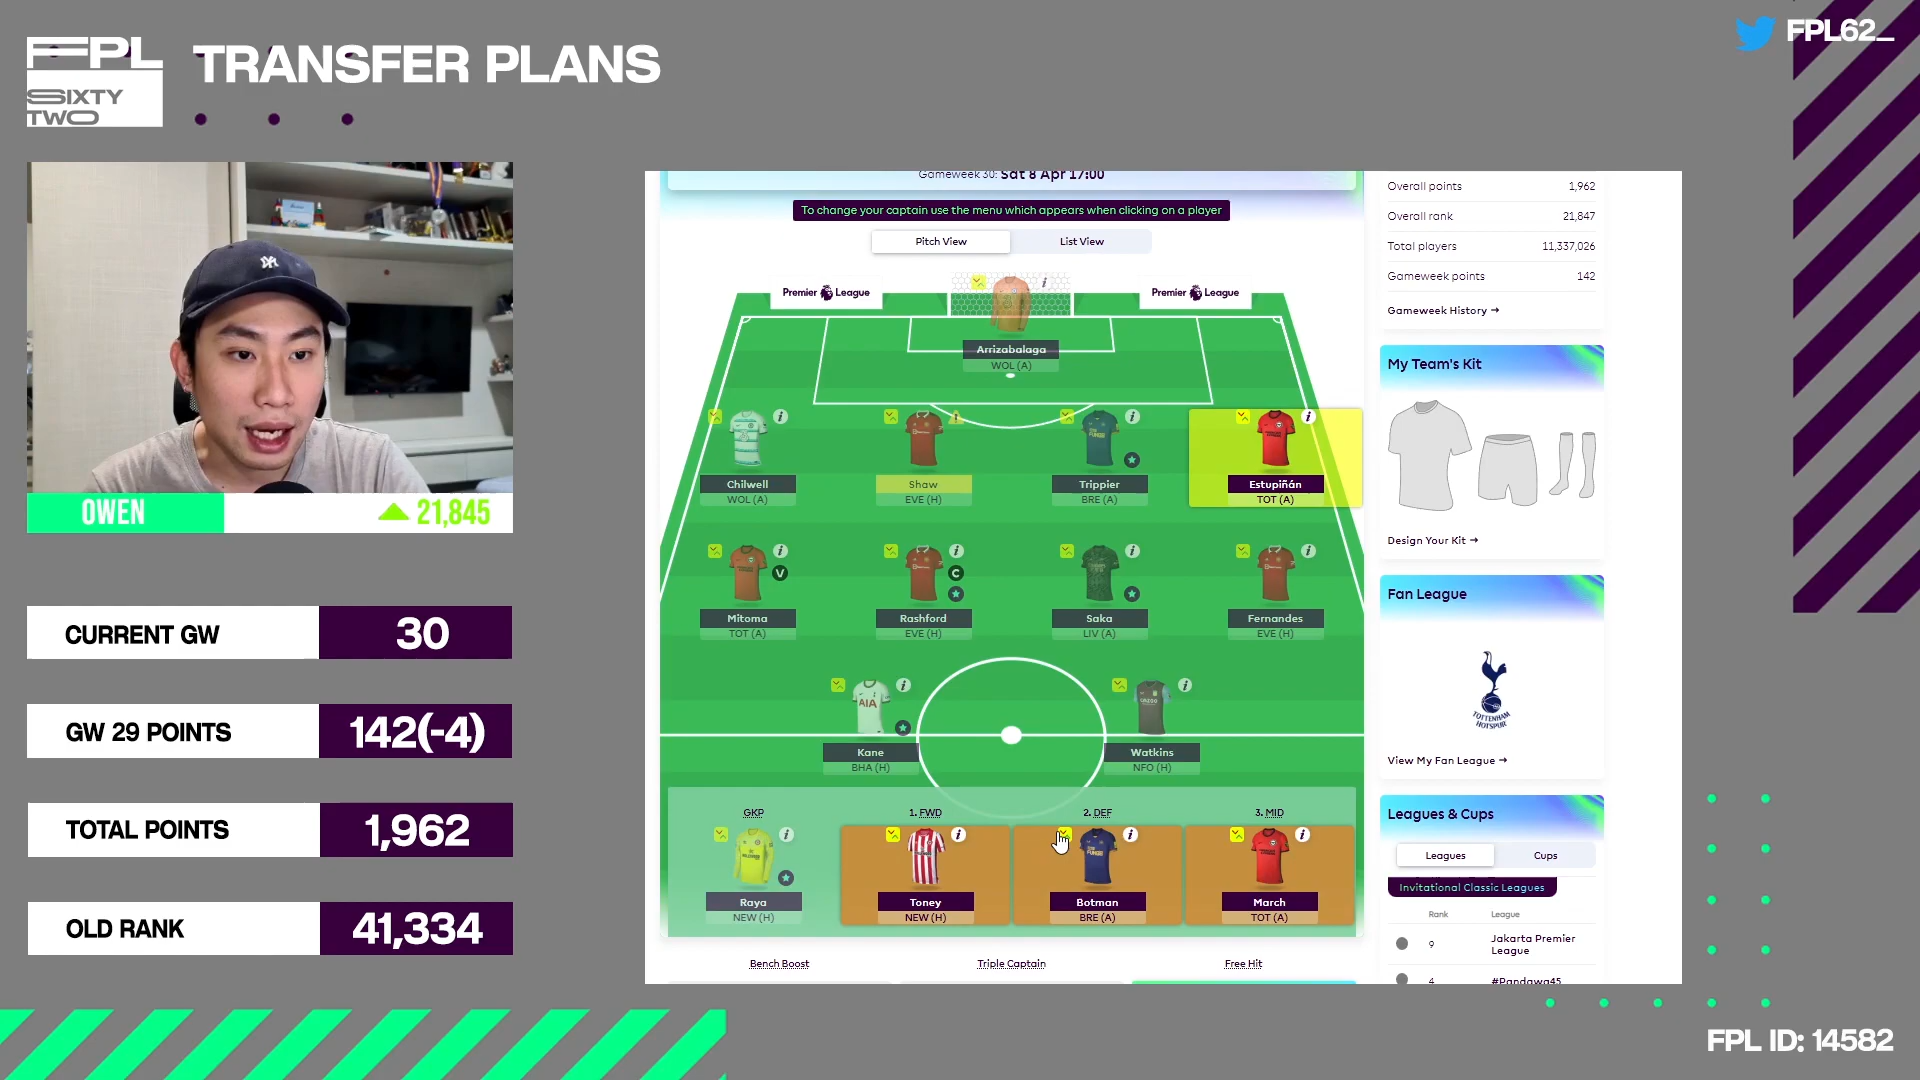 FPL
SIXTY
TWO
TRANSFER PLANS
FPL62_
OWEN
21,845
CURRENT GW
30
GW 29 POINTS
142(-4)
TOTAL POINTS
1,962
OLD RANK
41,334
Gameweek 30: Sat 8 Apr 17:00
To change your captain use the menu which appears when clicking on a player
Pitch View
List View
Premier League
Premier League
Arrizabalaga
WOL (A)
Chilwell
WOL (A)
Shaw
EVE (H)
Trippier
BRE (A)
Estupiñán
TOT (A)
Mitoma
TOT (A)
V
Rashford
EVE (H)
C
Saka
LIV (A)
Fernandes
EVE (H)
AIA
Kane
BHA (H)
Watkins
NFO (H)
GKP
1. FWD
2. DEF
3. MID
Raya
NEW (H)
Toney
NEW (H)
Botman
BRE (A)
March
TOT (A)
Bench Boost
Triple Captain
Free Hit
Overall points
1,962
Overall rank
21,847
Total players
11,337,026
Gameweek points
142
Gameweek History →
My Team's Kit
Design Your Kit →
Fan League
TOTTENHAM
HOTSPUR
View My Fan League →
Leagues & Cups
Leagues
Cups
Invitational Classic Leagues
Rank
League
9
Jakarta Premier
League
4
#Pandawa45
FPL ID: 14582